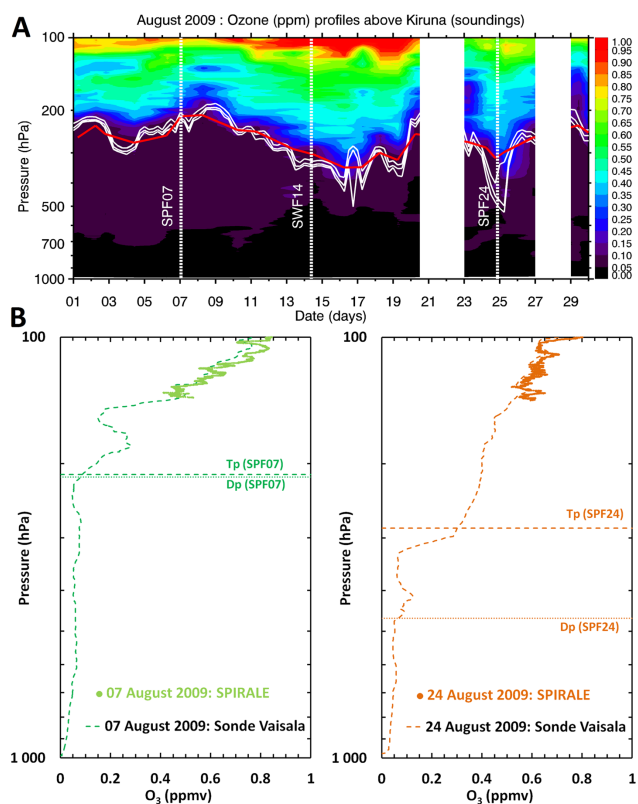 A
August 2009 : Ozone (ppm) profiles above Kiruna (soundings)
Pressure (hPa)
100
200
300
500
700
1000
SPF07
SWF14
SPF24
1.00
0.95
0.90
0.85
0.80
0.75
0.70
0.65
0.60
0.55
0.50
0.45
0.40
0.35
0.30
0.25
0.20
0.15
0.10
0.05
0.00
01 03 05 07 09 11 13 15 17 19 21 23 25 27 29
Date (days)
B
Pressure (hPa)
100
1 000
Tp (SPF07)
Dp (SPF07)
07 August 2009: SPIRALE
07 August 2009: Sonde Vaisala
0 0.2 0.4 0.6 0.8 1
O3 (ppmv)
Pressure (hPa)
100
1 000
Tp (SPF24)
Dp (SPF24)
24 August 2009: SPIRALE
24 August 2009: Sonde Vaisala
0 0.2 0.4 0.6 0.8 1
O3 (ppmv)